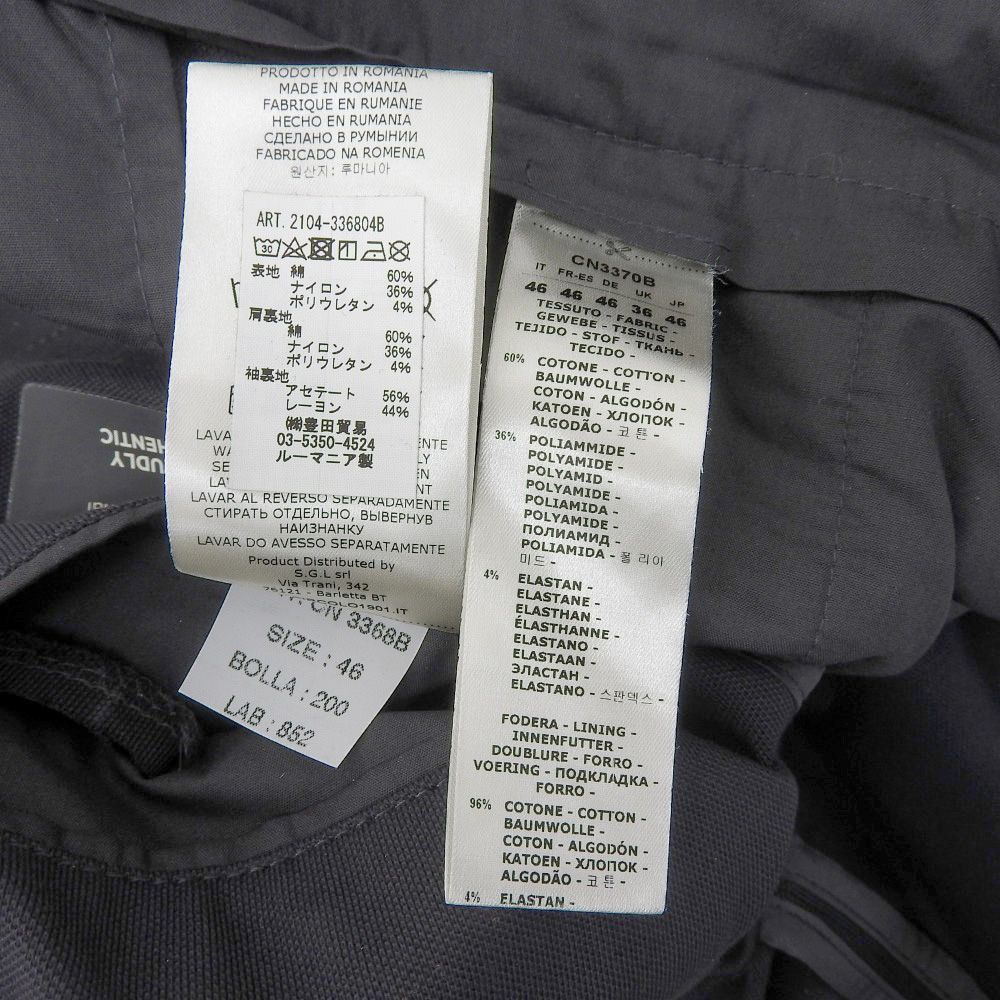 PRODOTTO IN ROMANIA
MADE IN ROMANIA
FABRIQUE EN RUMANIE
HECHO EN RUMANIA
СДЕЛАНО В РУМЫНИИ
FABRICADO NA ROMENIA
원산지: 루마니아
ART. 2104-336804B
30
表地 綿 60%
ナイロン 36%
ポリウレタン 4%
肩裏地
綿 60%
ナイロン 36%
ポリウレタン 4%
袖裏地
アセテート 56%
レーヨン 44%
㈱豊田貿易
03-5350-4524
ルーマニア製
LAVAR AL REVERSO SEPARADAMENTE
СТИРАТЬ ОТДЕЛЬНО, ВЫВЕРНУВ
НАИЗНАНКУ
LAVAR DO AVESSO SEPARATAMENTE
Product Distributed by
S.G.L srl
Via Trani, 342
76121 - Barletta BT
CN 3368B
SIZE : 46
BOLLA : 200
LAB : 852
CN3370B
IT FR-ES DE UK JP
46 46 46 36 46
TESSUTO - FABRIC -
GEWEBE - TISSUS -
TEJIDO - STOF - ТКАНЬ -
TECIDO -
60% COTONE - COTTON -
BAUMWOLLE -
COTON - ALGODÓN -
KATOEN - ХЛОПОК -
ALGODÃO - 코 튼 -
36% POLIAMMIDE -
POLYAMIDE -
POLYAMID -
POLYAMIDE -
POLIAMIDA -
POLYAMIDE -
ПОЛИАМИД -
POLIAMIDA - 폴 리 아
미 드 -
4% ELASTAN -
ELASTANE -
ELASTHAN -
ÉLASTHANNE -
ELASTANO -
ELASTAAN -
ЭЛАСТАН -
ELASTANO - 스 판 덱 스 -
FODERA - LINING -
INNENFUTTER -
DOUBLURE - FORRO -
VOERING - ПОДКЛАДКА -
FORRO -
96% COTONE - COTTON -
BAUMWOLLE -
COTON - ALGODÓN -
KATOEN - ХЛОПОК -
ALGODÃO - 코 튼 -
4% ELASTAN -